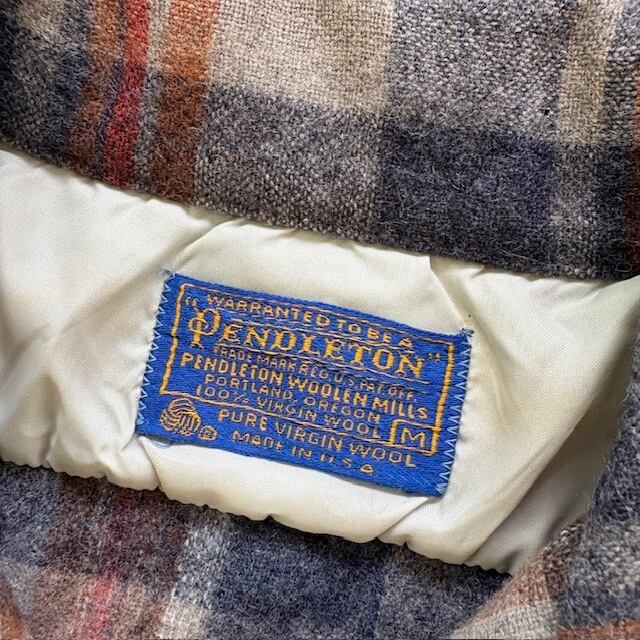 WARRANTED TO BE A
"PENDLETON"
TRADE MARK REG. U.S. PAT. OFF.
PENDLETON WOOLEN MILLS
PORTLAND, OREGON
100% VIRGIN WOOL
M
PURE VIRGIN WOOL
MADE IN U.S.A